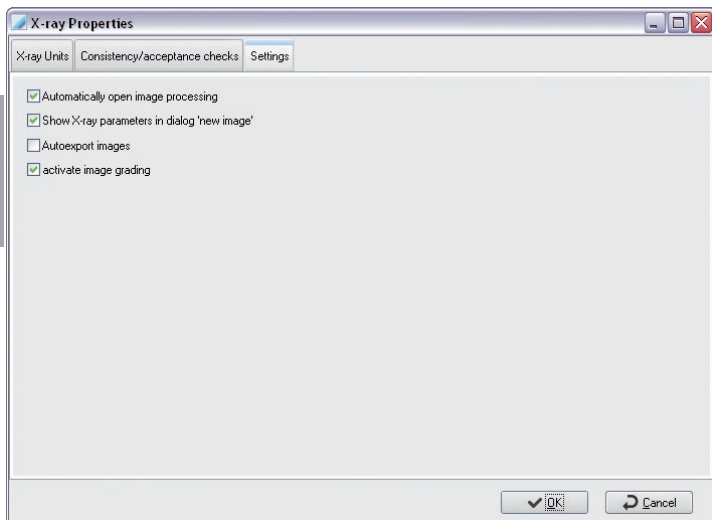 X-ray Properties
X-ray Units Consistency/acceptance checks Settings
Automatically open image processing
Show X-ray parameters in dialog 'new image'
Autoexport images
activate image grading
OK Cancel